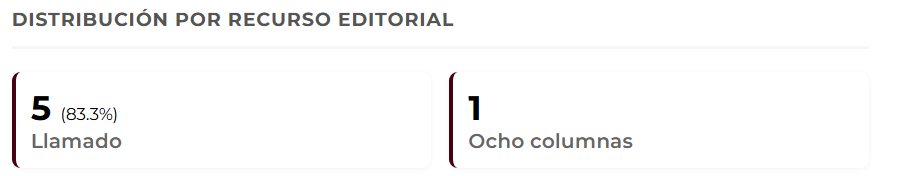 DISTRIBUCIÓN POR RECURSO EDITORIAL
5 (83.3%)
Llamado
1
Ocho columnas